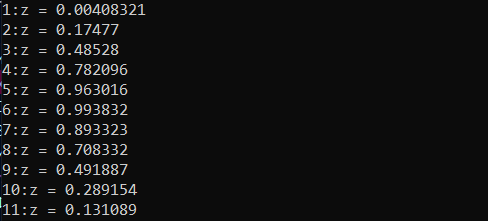 1:z = 0.00408321
2:z = 0.17477
3:z = 0.48528
4:z = 0.782096
5:z = 0.963016
6:z = 0.993832
7:z = 0.893323
8:z = 0.708332
9:z = 0.491887
10:z = 0.289154
11:z = 0.131089